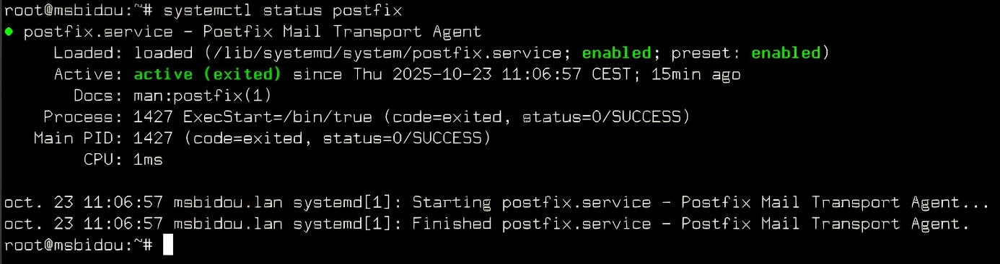 root@msbidou:~# systemctl status postfix
● postfix.service - Postfix Mail Transport Agent
     Loaded: loaded (/lib/systemd/system/postfix.service; enabled; preset: enabled)
     Active: active (exited) since Thu 2025-10-23 11:06:57 CEST; 15min ago
       Docs: man:postfix(1)
    Process: 1427 ExecStart=/bin/true (code=exited, status=0/SUCCESS)
   Main PID: 1427 (code=exited, status=0/SUCCESS)
        CPU: 1ms

oct. 23 11:06:57 msbidou.lan systemd[1]: Starting postfix.service - Postfix Mail Transport Agent...
oct. 23 11:06:57 msbidou.lan systemd[1]: Finished postfix.service - Postfix Mail Transport Agent.
root@msbidou:~#